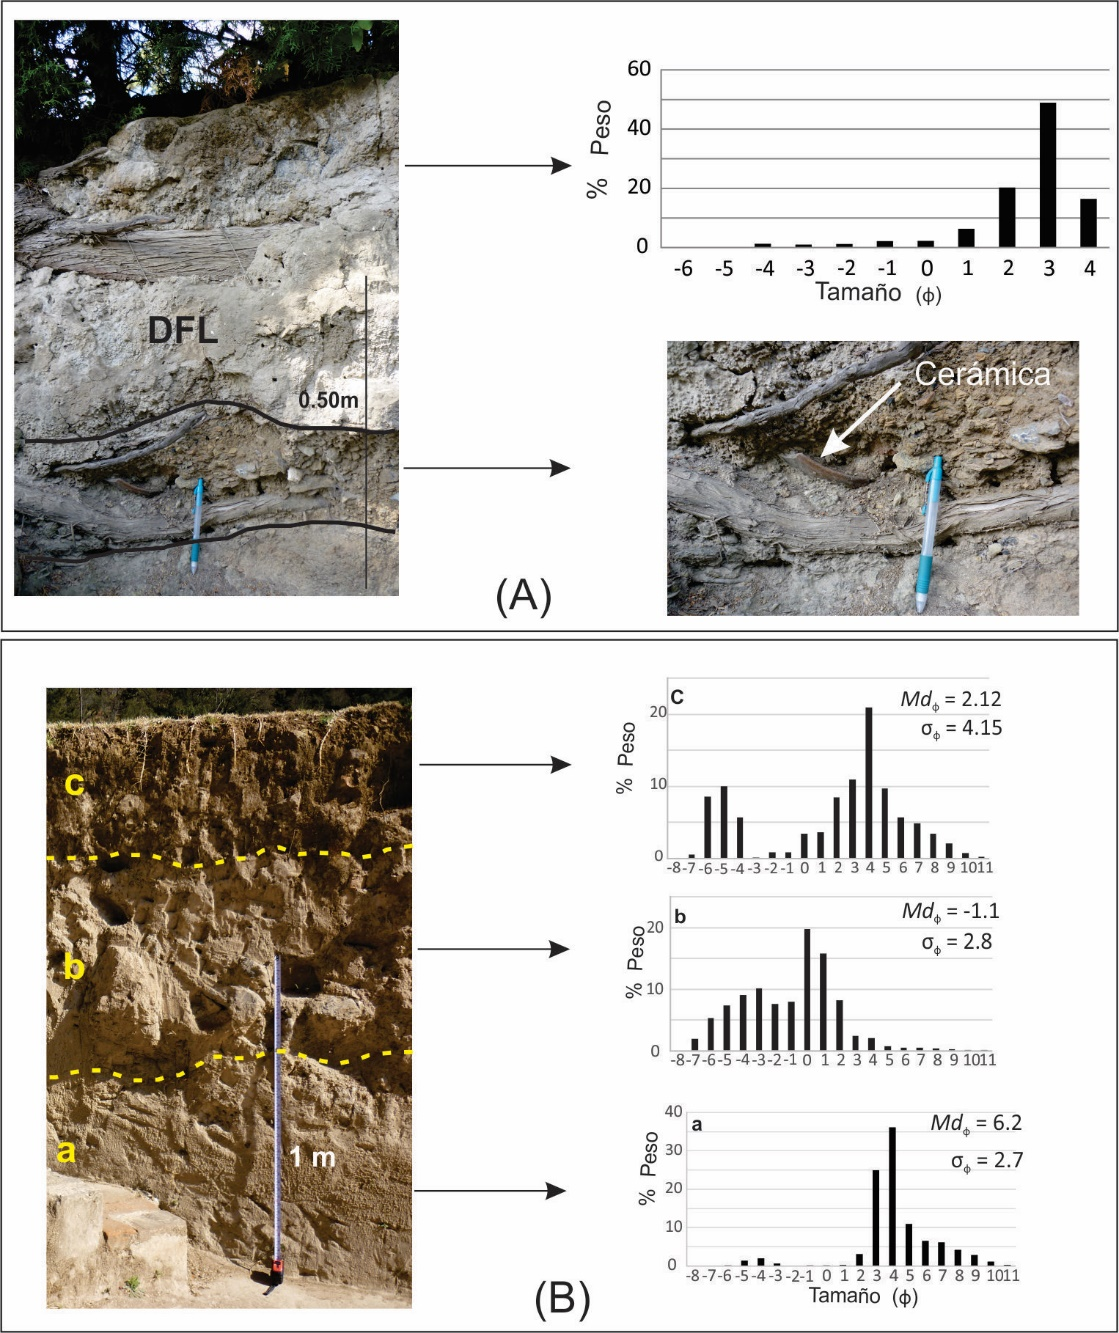 DFL
0.50m
60
40
20
0
% Peso
-6 -5 -4 -3 -2 -1 0 1 2 3 4
Tamaño (ϕ)
Cerámica
(A)
c
b
a
1 m
c
Mdϕ = 2.12
σϕ = 4.15
20
10
0
% Peso
-8 -7 -6 -5 -4 -3 -2 -1 0 1 2 3 4 5 6 7 8 9 10 11
b
Mdϕ = -1.1
σϕ = 2.8
20
10
0
% Peso
-8 -7 -6 -5 -4 -3 -2 -1 0 1 2 3 4 5 6 7 8 9 10 11
a
Mdϕ = 6.2
σϕ = 2.7
40
30
20
10
0
% Peso
-8 -7 -6 -5 -4 -3 -2 -1 0 1 2 3 4 5 6 7 8 9 10 11
Tamaño (ϕ)
(B)